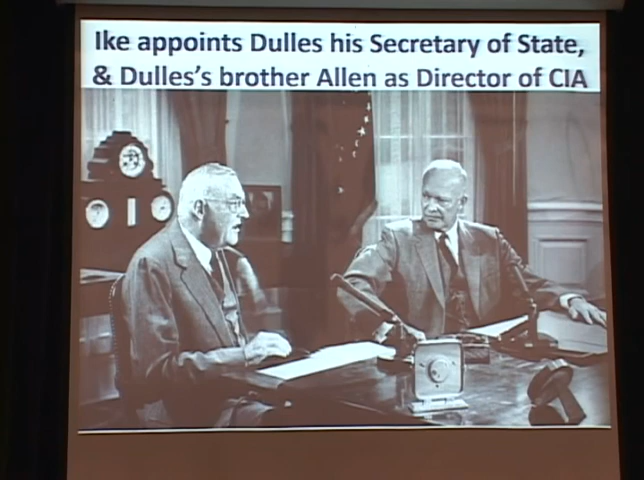 Ike appoints Dulles his Secretary of State,
& Dulles's brother Allen as Director of CIA